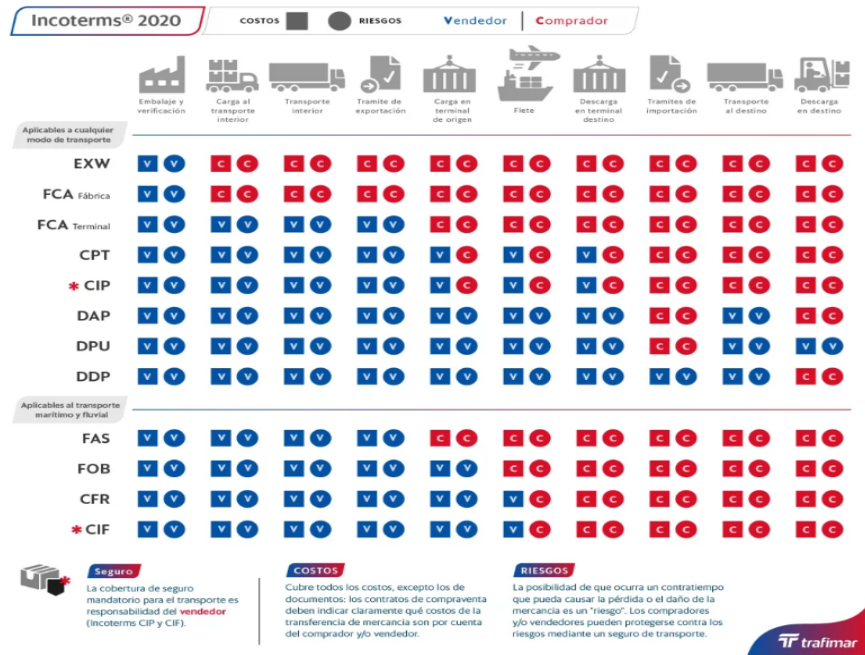 Incoterms® 2020
COSTOS RIESGOS Vendedor Comprador
Embalaje y verificación
Carga al transporte interior
Transporte interior
Tramite de exportación
Carga en terminal de origen
Flete
Descarga en terminal destino
Tramites de importación
Transporte al destino
Descarga en destino
Aplicables a cualquier
modo de transporte
EXW V V C C C C C C C C C C C C C C C C C C
FCA Fábrica V V C C C C C C C C C C C C C C C C C C
FCA Terminal V V V V V V V V C C C C C C C C C C C C
CPT V V V V V V V V V C V C V C C C C C C C
* CIP V V V V V V V V V C V C V C C C C C C C
DAP V V V V V V V V V V V V V V C C V V C C
DPU V V V V V V V V V V V V V V C C V V V V
DDP V V V V V V V V V V V V V V V V V V C C
Aplicables al transporte
marítimo y fluvial
FAS V V V V V V V V C C C C C C C C C C C C
FOB V V V V V V V V V V C C C C C C C C C C
CFR V V V V V V V V V V V C C C C C C C C C
* CIF V V V V V V V V V V V C C C C C C C C C
Seguro
La cobertura de seguro
mandatorio para el transporte es
responsabilidad del vendedor
(Incoterms CIP y CIF).
COSTOS
Cubre todos los costos, excepto los de
documentos: los contratos de compraventa
deben indicar claramente qué costos de la
transferencia de mercancia son por cuenta
del comprador y/o vendedor.
RIESGOS
La posibilidad de que ocurra un contratiempo
que pueda causar la pérdida o el daño de la
mercancia es un "riesgo". Los compradores
y/o vendedores pueden protegerse contra los
riesgos mediante un seguro de transporte.
trafimar